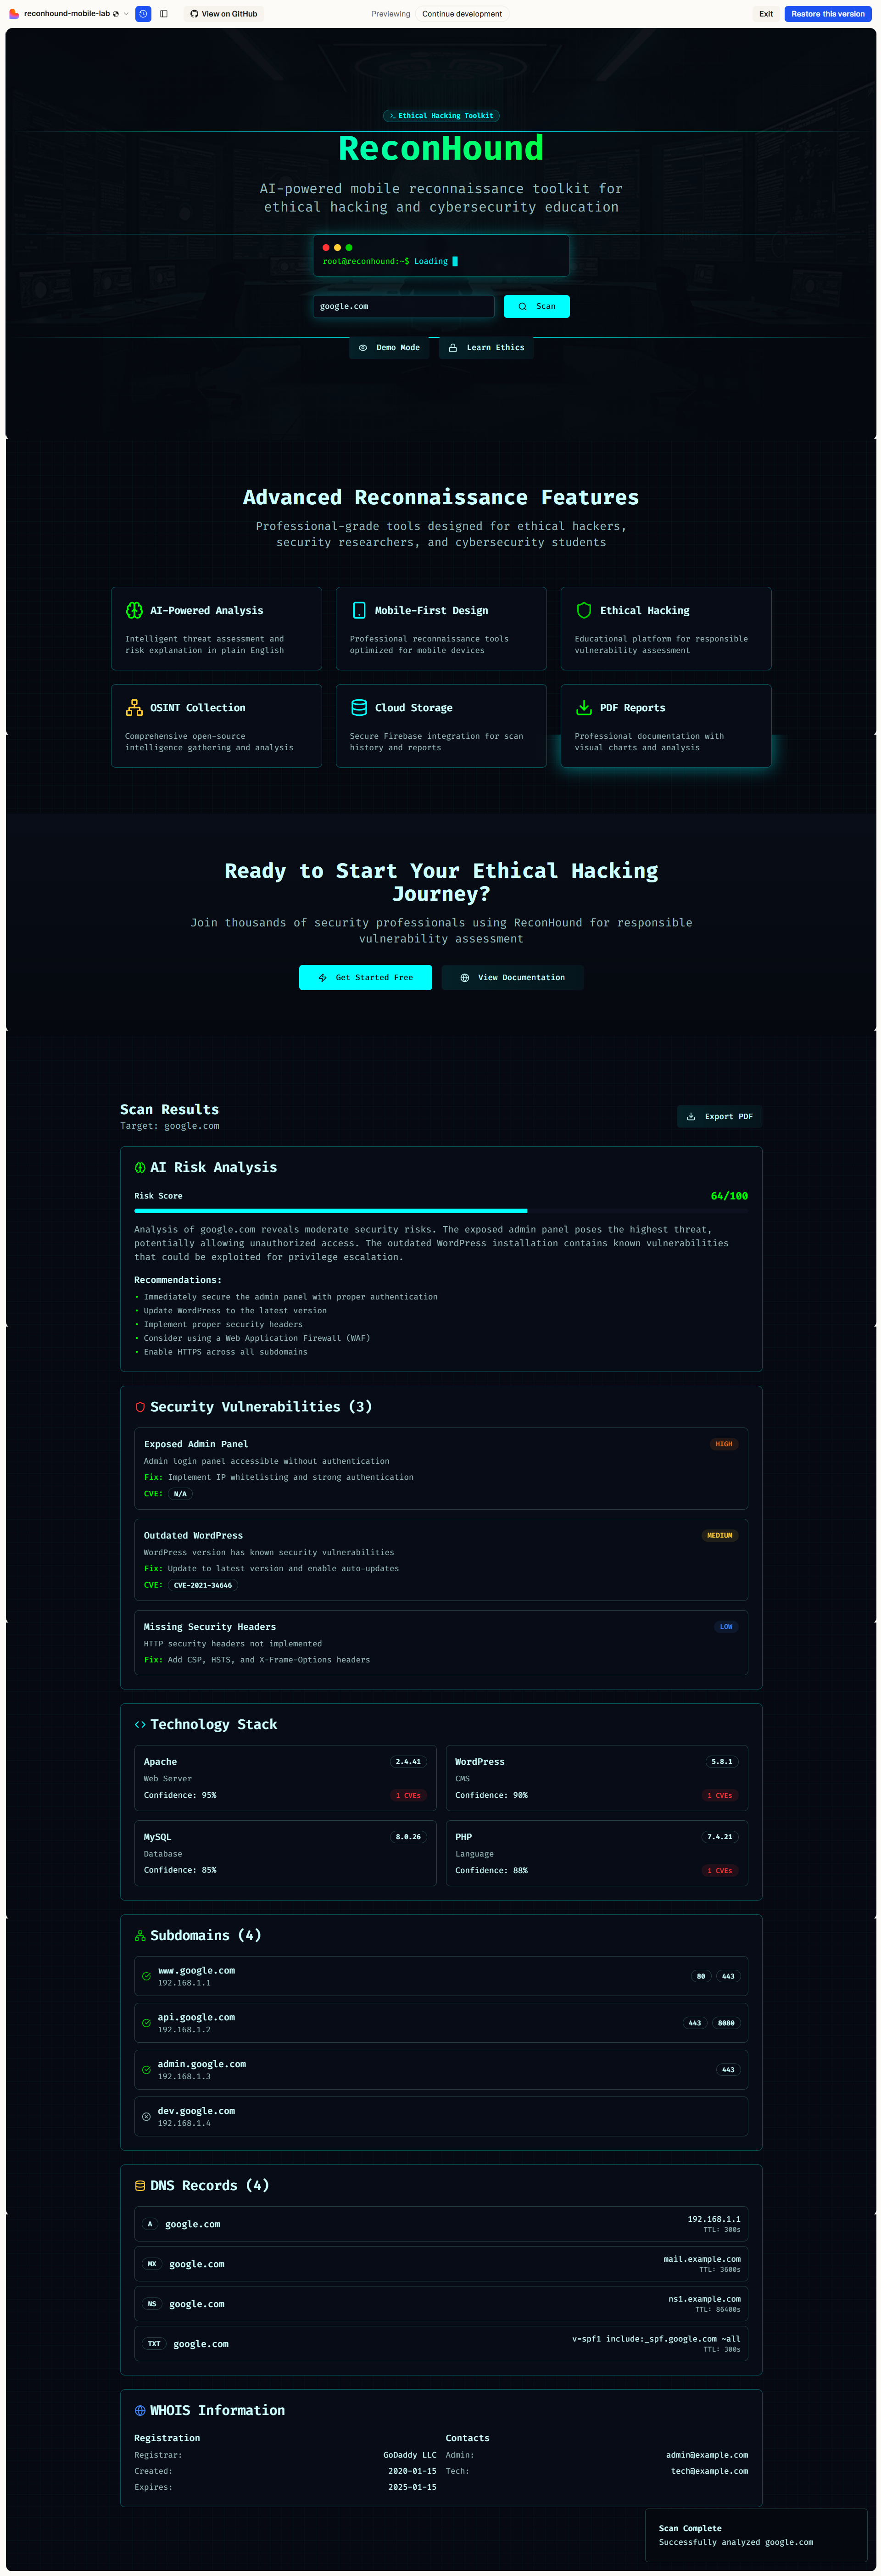 reconhound-mobile-lab
View on GitHub
Previewing
Continue development
Exit
Restore this version
Ethical Hacking Toolkit
ReconHound
AI-powered mobile reconnaissance toolkit for
ethical hacking and cybersecurity education
root@reconhound:~$ Loading
google.com
Scan
Demo Mode
Learn Ethics
Advanced Reconnaissance Features
Professional-grade tools designed for ethical hackers,
security researchers, and cybersecurity students
AI-Powered Analysis
Intelligent threat assessment and
risk explanation in plain English
Mobile-First Design
Professional reconnaissance tools
optimized for mobile devices
Ethical Hacking
Educational platform for responsible
vulnerability assessment
OSINT Collection
Comprehensive open-source
intelligence gathering and analysis
Cloud Storage
Secure Firebase integration for scan
history and reports
PDF Reports
Professional documentation with
visual charts and analysis
Ready to Start Your Ethical Hacking
Journey?
Join thousands of security professionals using ReconHound for responsible
vulnerability assessment
Get Started Free
View Documentation
Scan Results
Target: google.com
Export PDF
AI Risk Analysis
Risk Score
64/100
Analysis of google.com reveals moderate security risks. The exposed admin panel poses the highest threat,
potentially allowing unauthorized access. The outdated WordPress installation contains known vulnerabilities
that could be exploited for privilege escalation.
Recommendations:
• Immediately secure the admin panel with proper authentication
• Update WordPress to the latest version
• Implement proper security headers
• Consider using a Web Application Firewall (WAF)
• Enable HTTPS across all subdomains
Security Vulnerabilities (3)
Exposed Admin Panel
HIGH
Admin login panel accessible without authentication
Fix: Implement IP whitelisting and strong authentication
CVE: N/A
Outdated WordPress
MEDIUM
WordPress version has known security vulnerabilities
Fix: Update to latest version and enable auto-updates
CVE: CVE-2021-34646
Missing Security Headers
LOW
HTTP security headers not implemented
Fix: Add CSP, HSTS, and X-Frame-Options headers
Technology Stack
Apache
2.4.41
Web Server
Confidence: 95%
1 CVEs
WordPress
5.8.1
CMS
Confidence: 90%
1 CVEs
MySQL
8.0.26
Database
Confidence: 85%
PHP
7.4.21
Language
Confidence: 88%
1 CVEs
Subdomains (4)
www.google.com
192.168.1.1
80 443
api.google.com
192.168.1.2
443 8080
admin.google.com
192.168.1.3
443
dev.google.com
192.168.1.4
DNS Records (4)
A google.com
192.168.1.1
TTL: 300s
MX google.com
mail.example.com
TTL: 3600s
NS google.com
ns1.example.com
TTL: 86400s
TXT google.com
v=spf1 include:_spf.google.com ~all
TTL: 300s
WHOIS Information
Registration
Registrar: GoDaddy LLC
Created: 2020-01-15
Expires: 2025-01-15
Contacts
Admin: admin@example.com
Tech: tech@example.com
Scan Complete
Successfully analyzed google.com